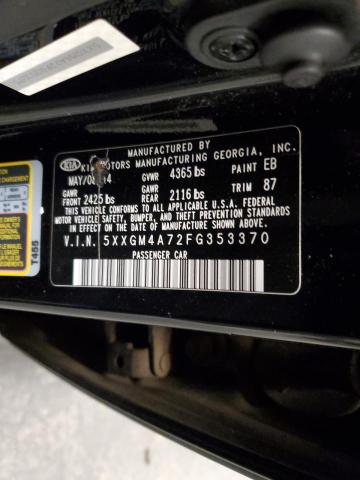 MANUFACTURED BY
KIA MOTORS MANUFACTURING GEORGIA, INC.
GVWR 4365 lbs PAINT EB
GAWR FRONT 2425 lbs
GAWR REAR 2116 lbs TRIM 87
THIS VEHICLE CONFORMS TO ALL APPLICABLE U.S.A. FEDERAL
MOTOR VEHICLE SAFETY, BUMPER, AND THEFT PREVENTION STANDARDS
IN EFFECT ON THE DATE OF MANUFACTURE SHOWN ABOVE.
V.I.N. 5XXGM4A72FG353370
PASSENGER CAR
T455